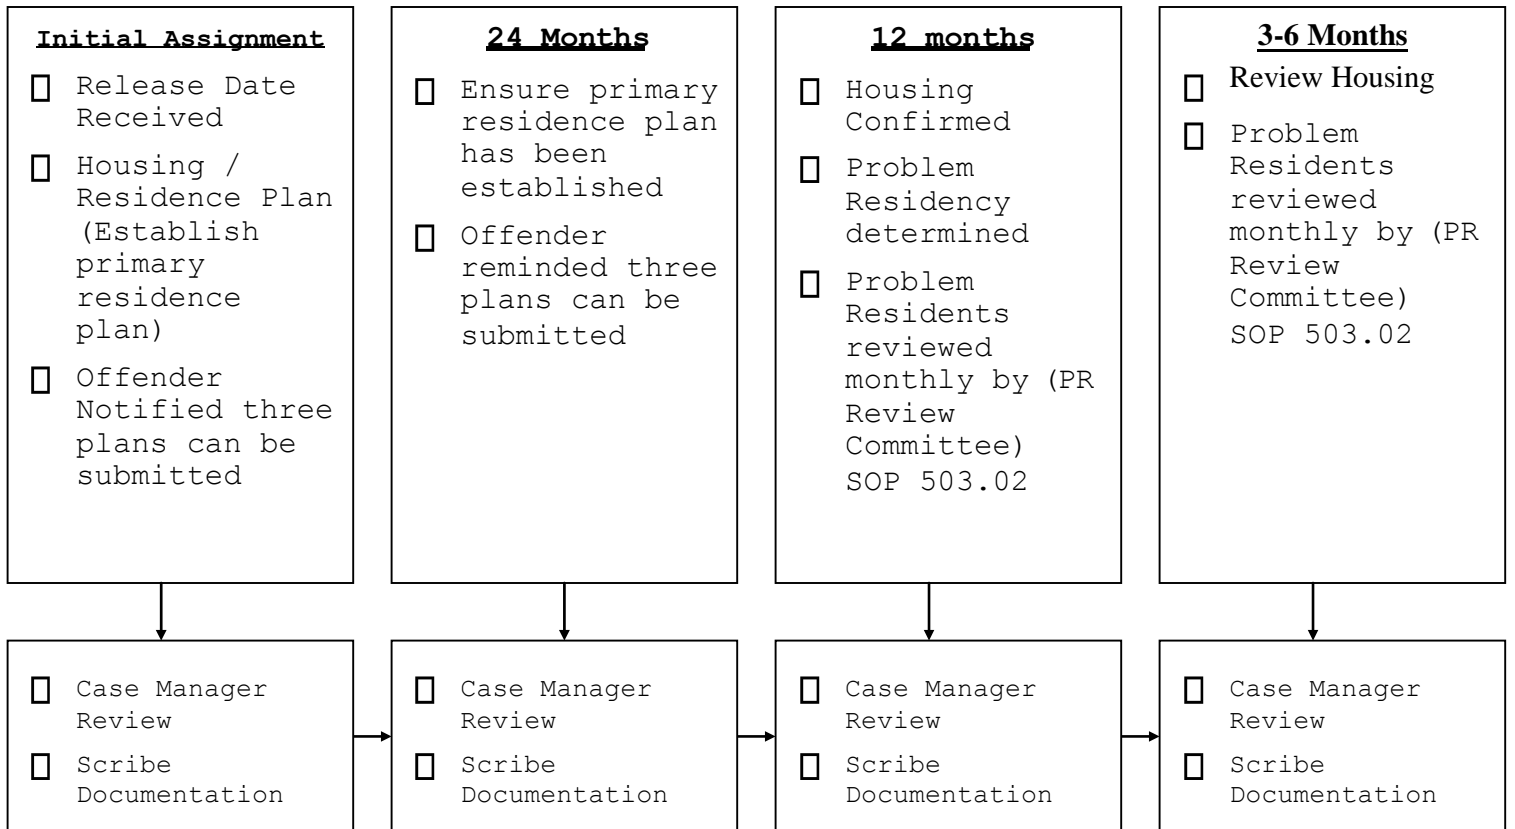 Initial Assignment
Release Date
Received
Housing /
Residence Plan
(Establish
primary
residence
plan)
Offender
Notified three
plans can be
submitted
24 Months
Ensure primary
residence plan
has been
established
Offender
reminded three
plans can be
submitted
12 months
Housing
Confirmed
Problem
Residency
determined
Problem
Residents
reviewed
monthly by (PR
Review
Committee)
SOP 503.02
3-6 Months
Review Housing
Problem
Residents
reviewed
monthly by (PR
Review
Committee)
SOP 503.02
Case Manager
Review
Scribe
Documentation
Case Manager
Review
Scribe
Documentation
Case Manager
Review
Scribe
Documentation
Case Manager
Review
Scribe
Documentation